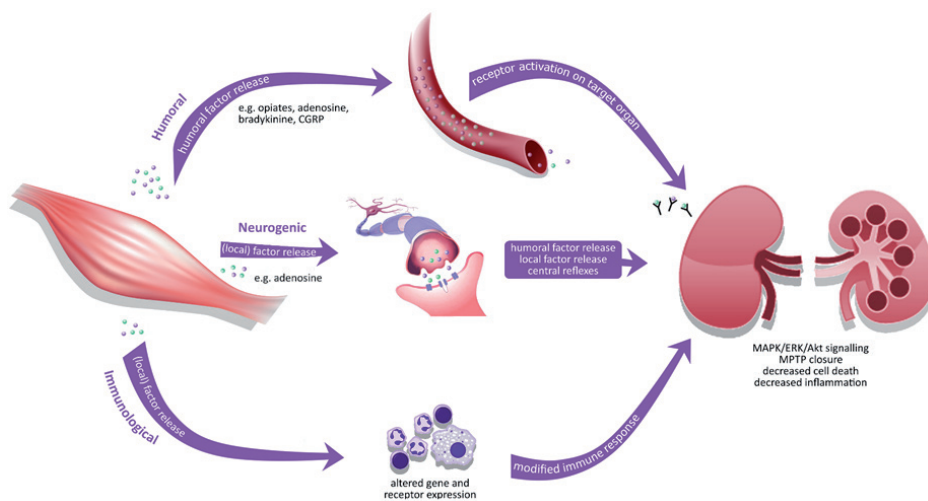 Humoral
humoral factor release
e.g. opiates, adenosine,
bradykinine, CGRP
receptor activation on target organ
Neurogenic
(local) factor release
e.g. adenosine
humoral factor release
local factor release
central reflexes
MAPK/ERK/Akt signalling
MPTP closure
decreased cell death
decreased inflammation
Immunological
(local) factor release
altered gene and
receptor expression
modified immune response